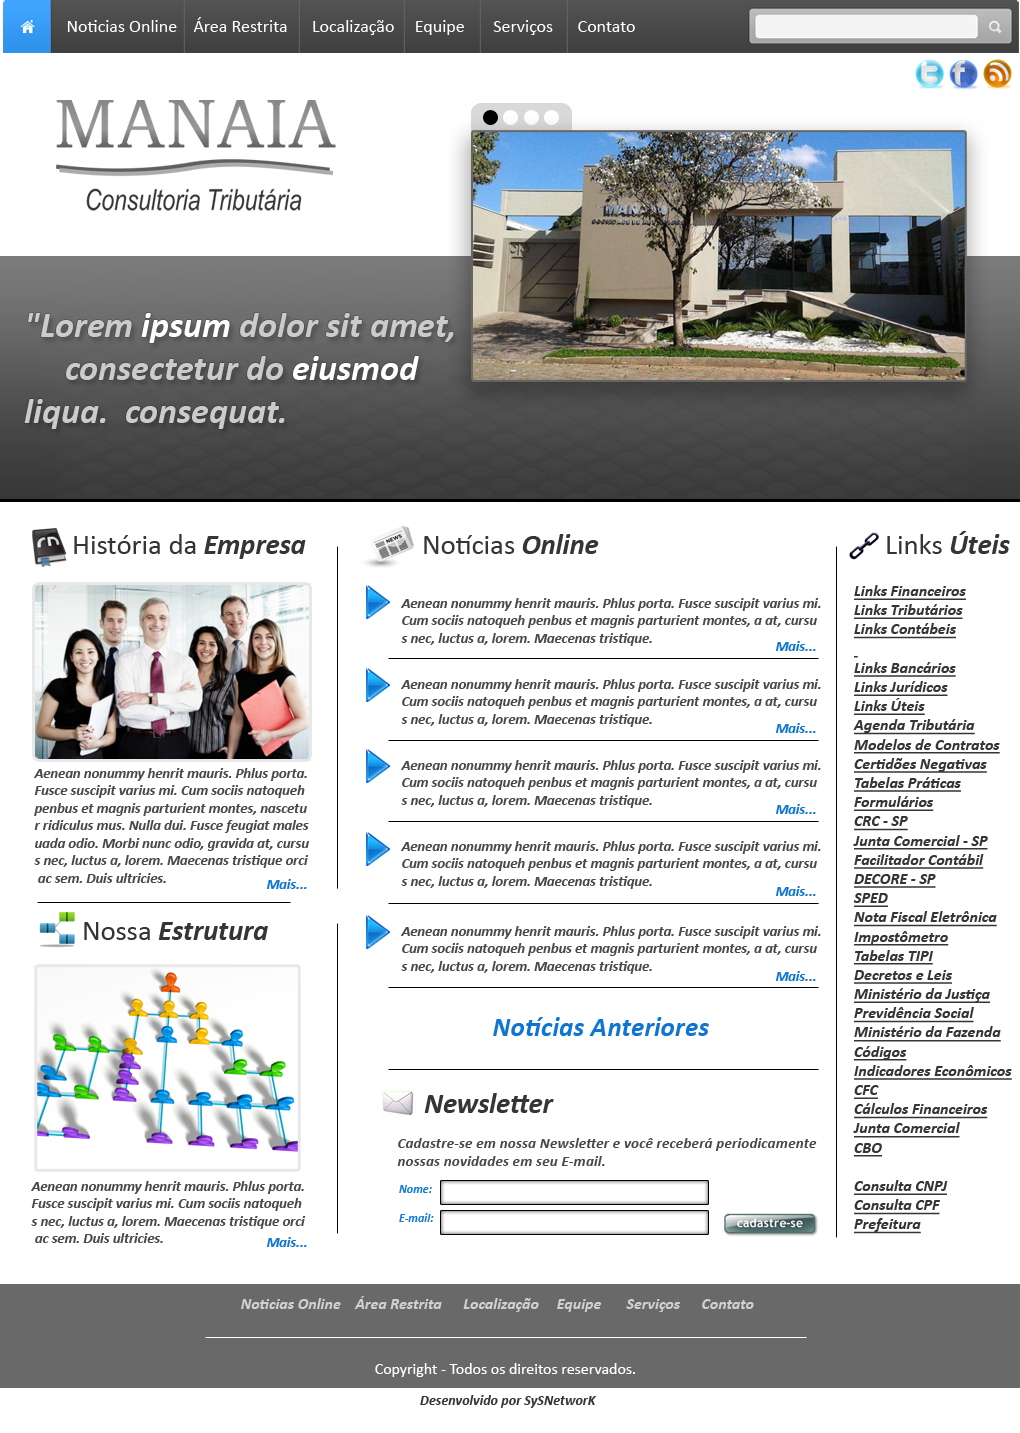 Noticias Online Área Restrita Localização Equipe Serviços Contato
MANAIA
Consultoria Tributária
MANAIA
"Lorem ipsum dolor sit amet,
consectetur do eiusmod
liqua. consequat.
História da Empresa
Aenean nonummy henrit mauris. Phlus porta.
Fusce suscipit varius mi. Cum sociis natoqueh
penbus et magnis parturient montes, nascetu
r ridiculus mus. Nulla dui. Fusce feugiat males
uada odio. Morbi nunc odio, gravida at, cursu
s nec, luctus a, lorem. Maecenas tristique orci
ac sem. Duis ultricies.
Mais...
Nossa Estrutura
Aenean nonummy henrit mauris. Phlus porta.
Fusce suscipit varius mi. Cum sociis natoqueh
s nec, luctus a, lorem. Maecenas tristique orci
ac sem. Duis ultricies.
Mais...
NEWS
Notícias Online
Aenean nonummy henrit mauris. Phlus porta. Fusce suscipit varius mi.
Cum sociis natoqueh penbus et magnis parturient montes, a at, cursu
s nec, luctus a, lorem. Maecenas tristique.
Mais...
Aenean nonummy henrit mauris. Phlus porta. Fusce suscipit varius mi.
Cum sociis natoqueh penbus et magnis parturient montes, a at, cursu
s nec, luctus a, lorem. Maecenas tristique.
Mais...
Aenean nonummy henrit mauris. Phlus porta. Fusce suscipit varius mi.
Cum sociis natoqueh penbus et magnis parturient montes, a at, cursu
s nec, luctus a, lorem. Maecenas tristique.
Mais...
Aenean nonummy henrit mauris. Phlus porta. Fusce suscipit varius mi.
Cum sociis natoqueh penbus et magnis parturient montes, a at, cursu
s nec, luctus a, lorem. Maecenas tristique.
Mais...
Aenean nonummy henrit mauris. Phlus porta. Fusce suscipit varius mi.
Cum sociis natoqueh penbus et magnis parturient montes, a at, cursu
s nec, luctus a, lorem. Maecenas tristique.
Mais...
Notícias Anteriores
Newsletter
Cadastre-se em nossa Newsletter e você receberá periodicamente
nossas novidades em seu E-mail.
Nome:
E-mail:
cadastre-se
Links Úteis
Links Financeiros
Links Tributários
Links Contábeis
Links Bancários
Links Jurídicos
Links Úteis
Agenda Tributária
Modelos de Contratos
Certidões Negativas
Tabelas Práticas
Formulários
CRC - SP
Junta Comercial - SP
Facilitador Contábil
DECORE - SP
SPED
Nota Fiscal Eletrônica
Impostômetro
Tabelas TIPI
Decretos e Leis
Ministério da Justiça
Previdência Social
Ministério da Fazenda
Códigos
Indicadores Econômicos
CFC
Cálculos Financeiros
Junta Comercial
CBO
Consulta CNPJ
Consulta CPF
Prefeitura
Noticias Online Área Restrita Localização Equipe Serviços Contato
Copyright - Todos os direitos reservados.
Desenvolvido por SySNetworK